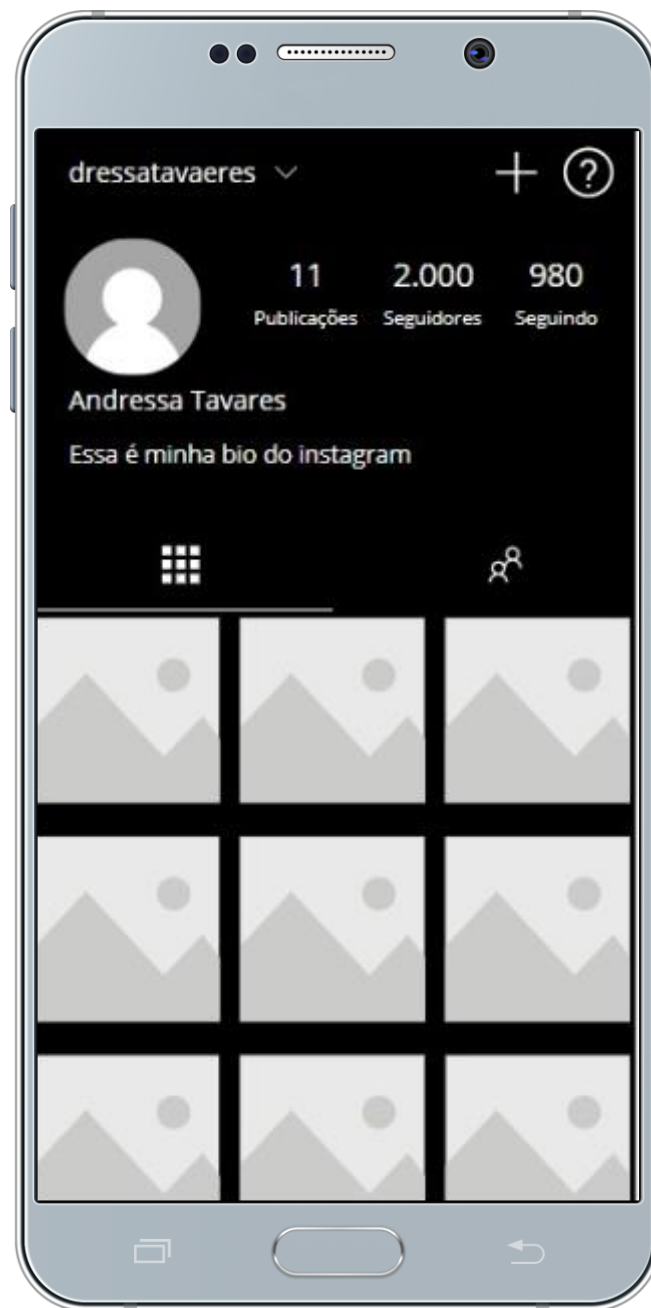 dressatavaeres
11 2.000 980
Publicações Seguidores Seguindo
Andressa Tavares
Essa é minha bio do instagram